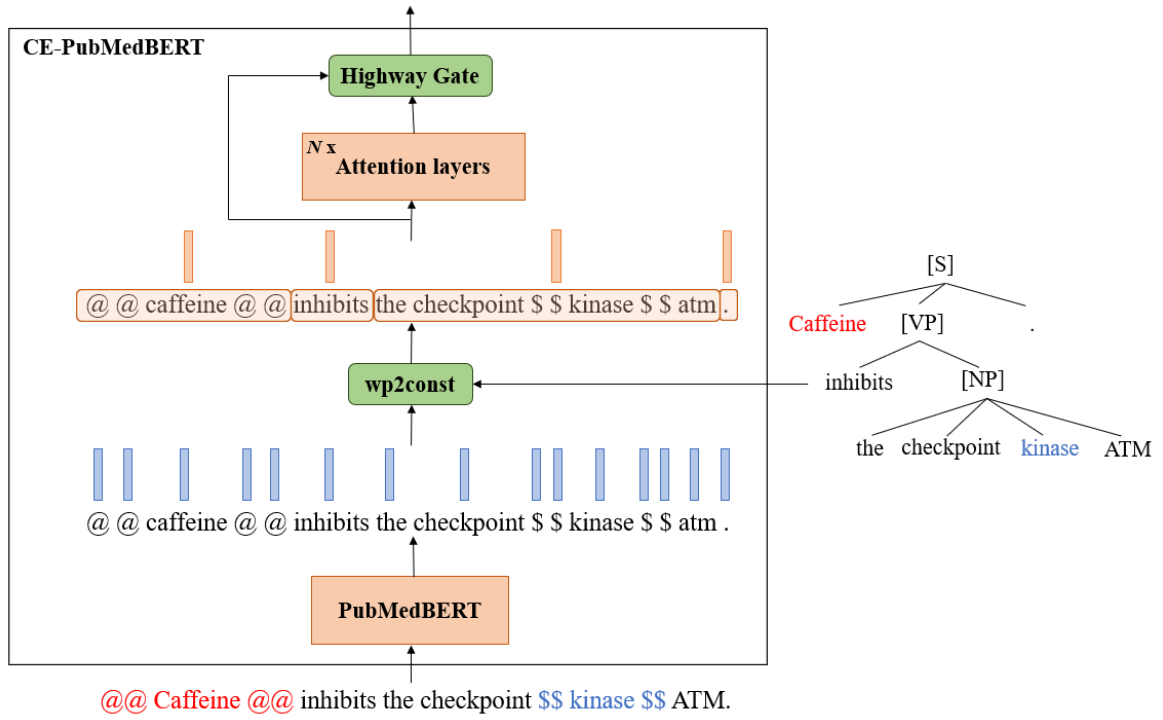 CE-PubMedBERT
Highway Gate
N x
Attention layers
@ @ caffeine @ @ inhibits the checkpoint $ $ kinase $ $ atm .
wp2const
@ @ caffeine @ @ inhibits the checkpoint $ $ kinase $ $ atm .
PubMedBERT
@@ Caffeine @@ inhibits the checkpoint $$ kinase $$ ATM.
[S]
Caffeine [VP] .
inhibits [NP]
the checkpoint kinase ATM